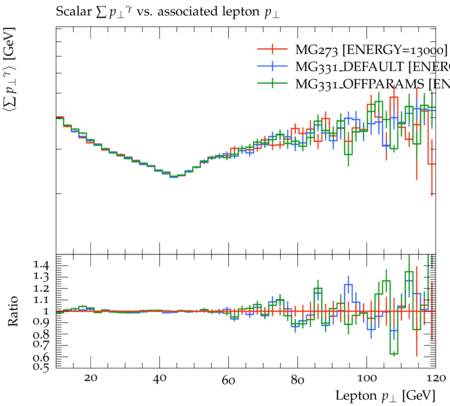 Scalar ∑ p⊥^γ vs. associated lepton p⊥
⟨∑ p⊥^γ⟩ [GeV]
MG273 [ENERGY=13000]
MG331_DEFAULT [ENERG
MG331_OFFPARAMS [EN
Ratio
1.4
1.3
1.2
1.1
1
0.9
0.8
0.7
0.6
0.5
20 40 60 80 100 120
Lepton p⊥ [GeV]